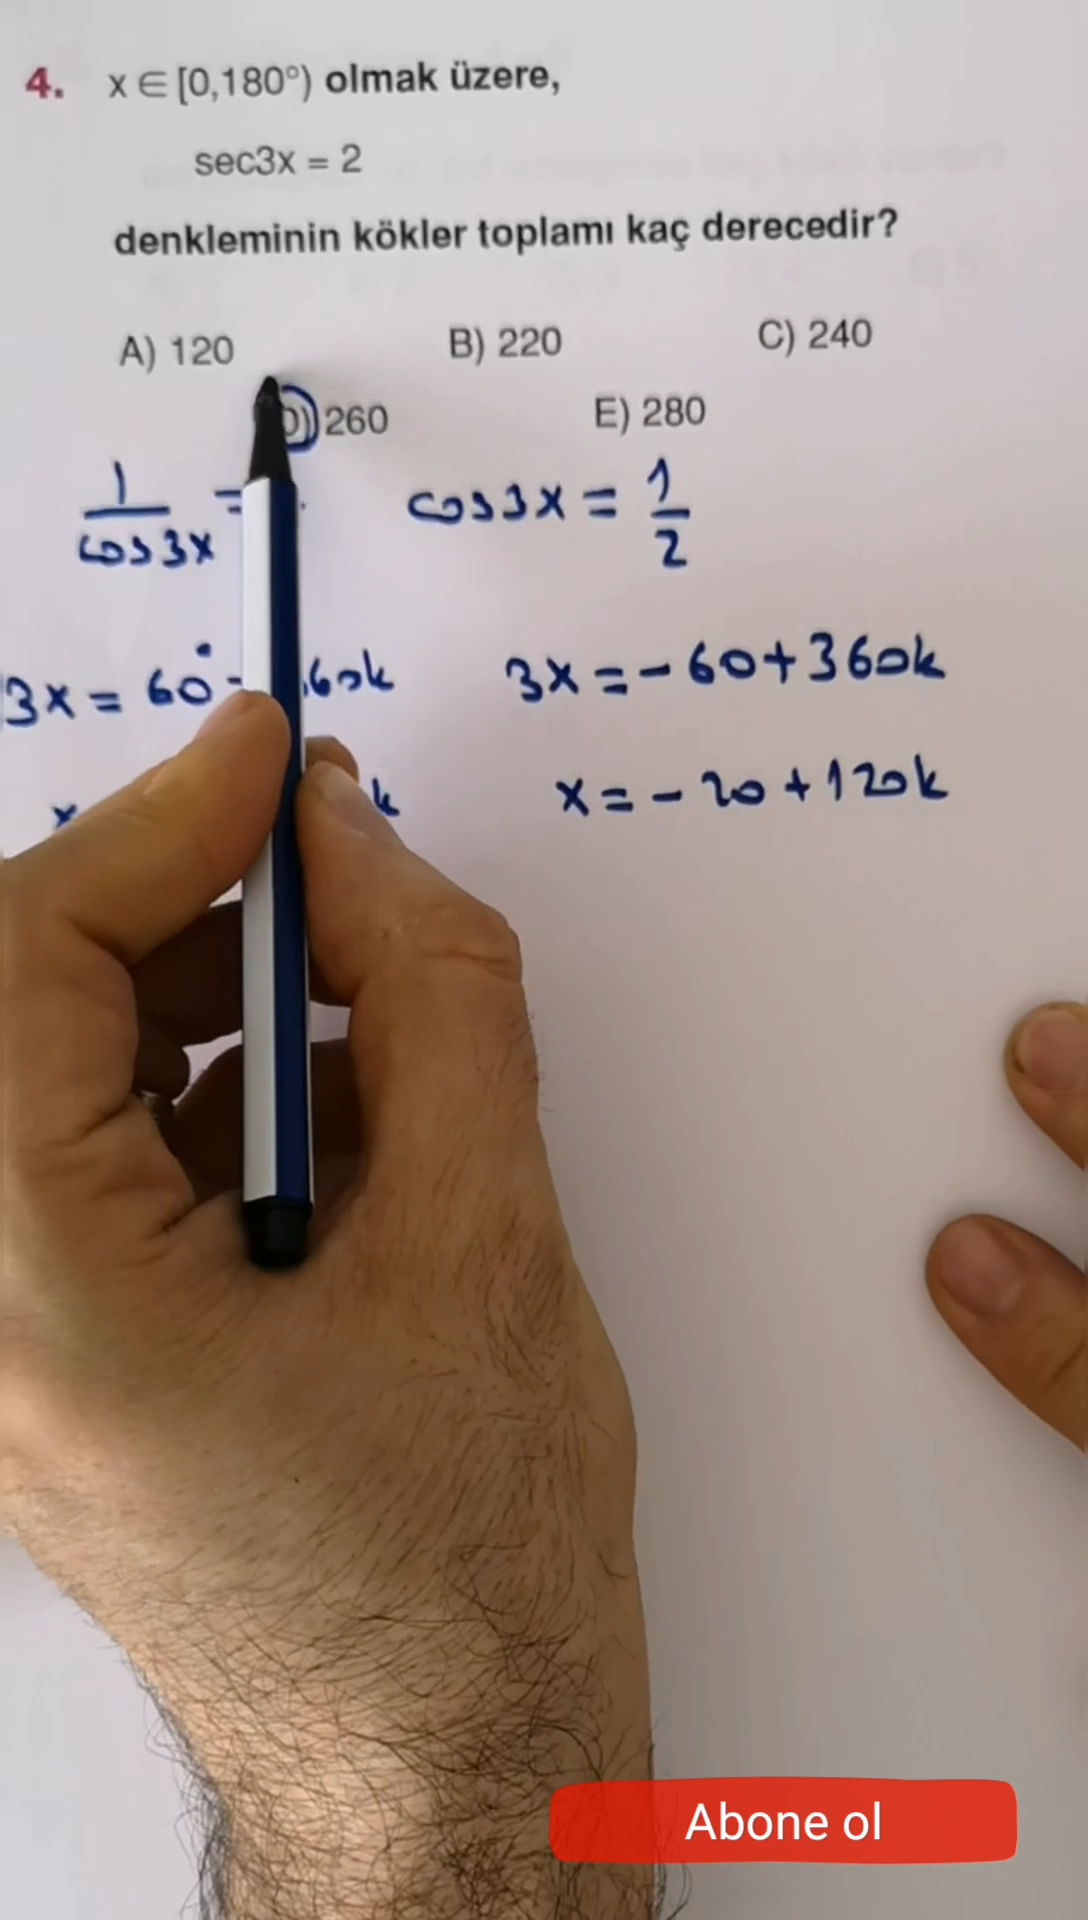 4. x ∈ [0,180°) olmak üzere,
sec3x = 2
denkleminin kökler toplamı kaç derecedir?
A) 120 B) 220 C) 240
D) 260 E) 280
1/cos3x = cos3x = 1/2
3x = 60° 60k 3x = -60+360k
x k x = -20+120k
Abone ol